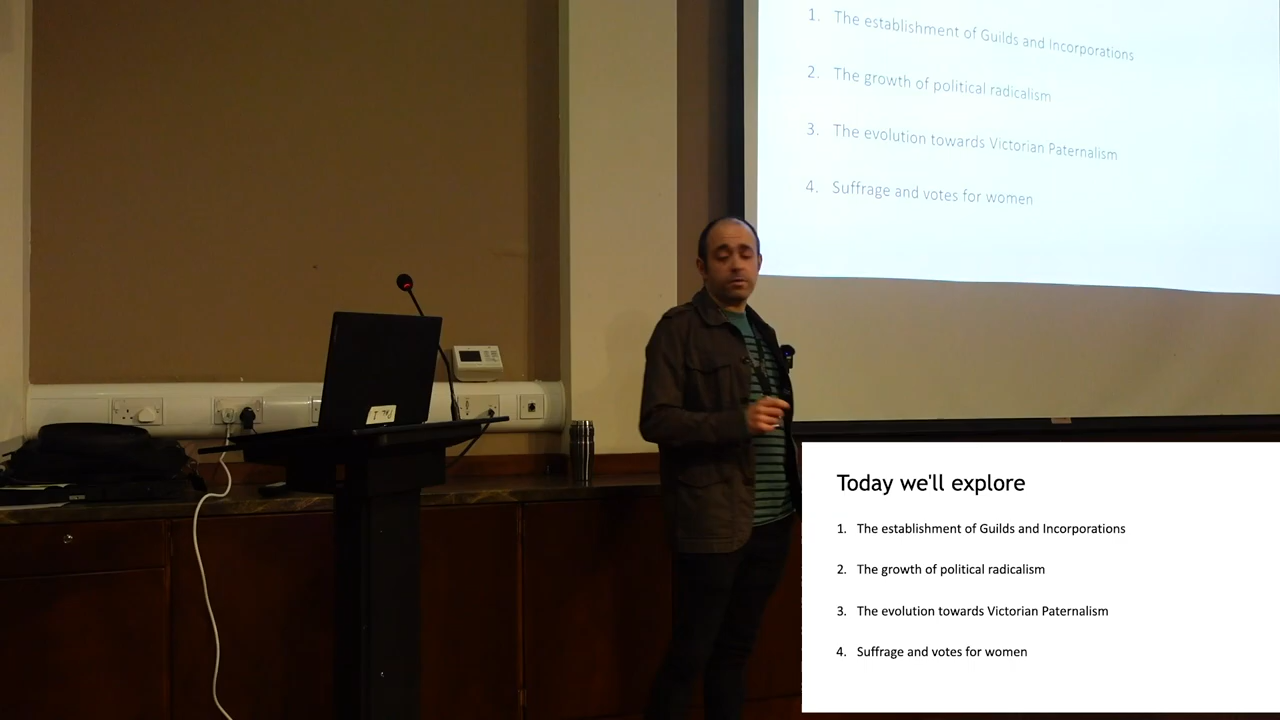 1. The establishment of Guilds and Incorporations
2. The growth of political radicalism
3. The evolution towards Victorian Paternalism
4. Suffrage and votes for women
Today we'll explore
1. The establishment of Guilds and Incorporations
2. The growth of political radicalism
3. The evolution towards Victorian Paternalism
4. Suffrage and votes for women